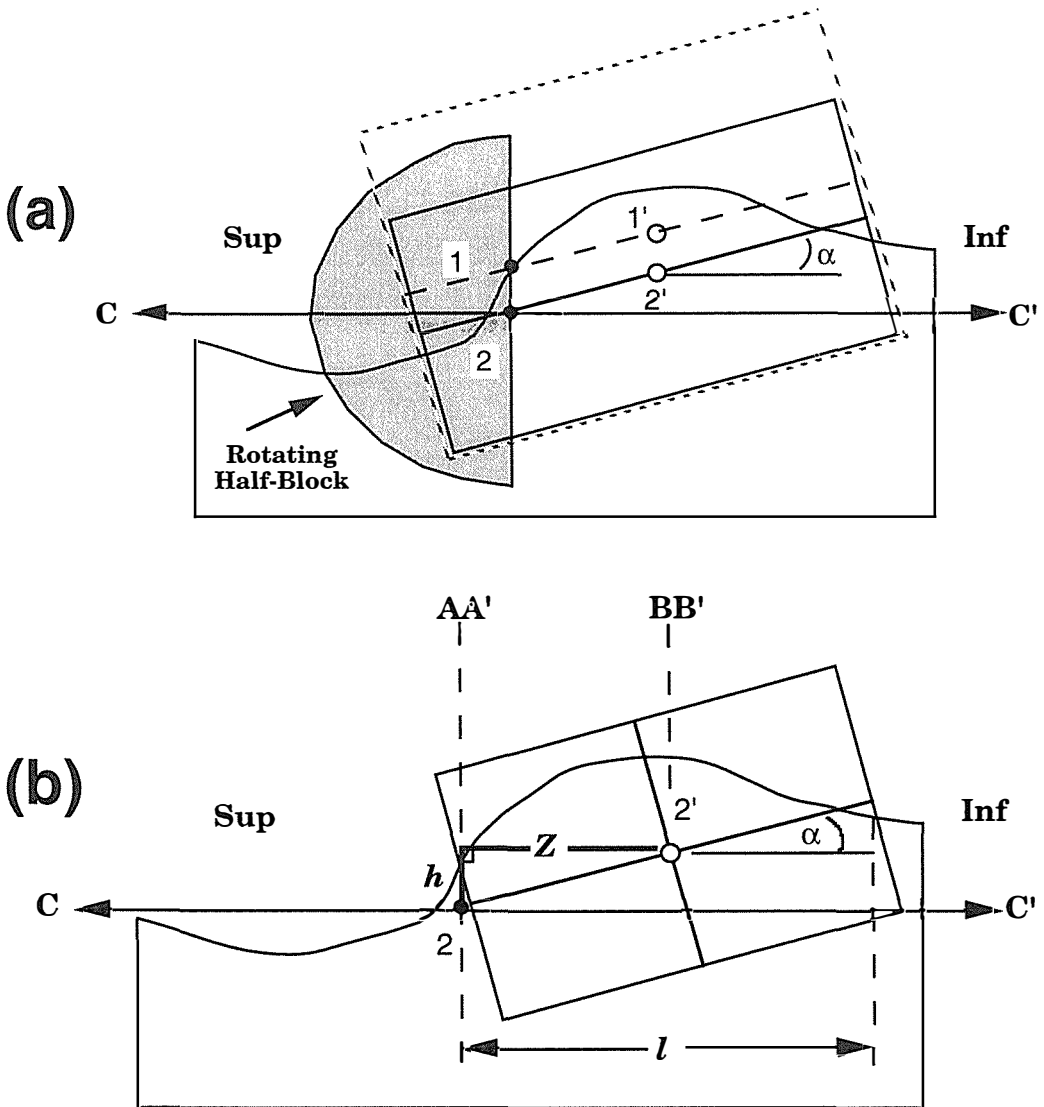 (a)
Sup
1
1'
Inf
α
2'
C
C'
2
Rotating
Half-Block
AA'
BB'
(b)
Sup
2'
Inf
α
Z
h
C
C'
2
l